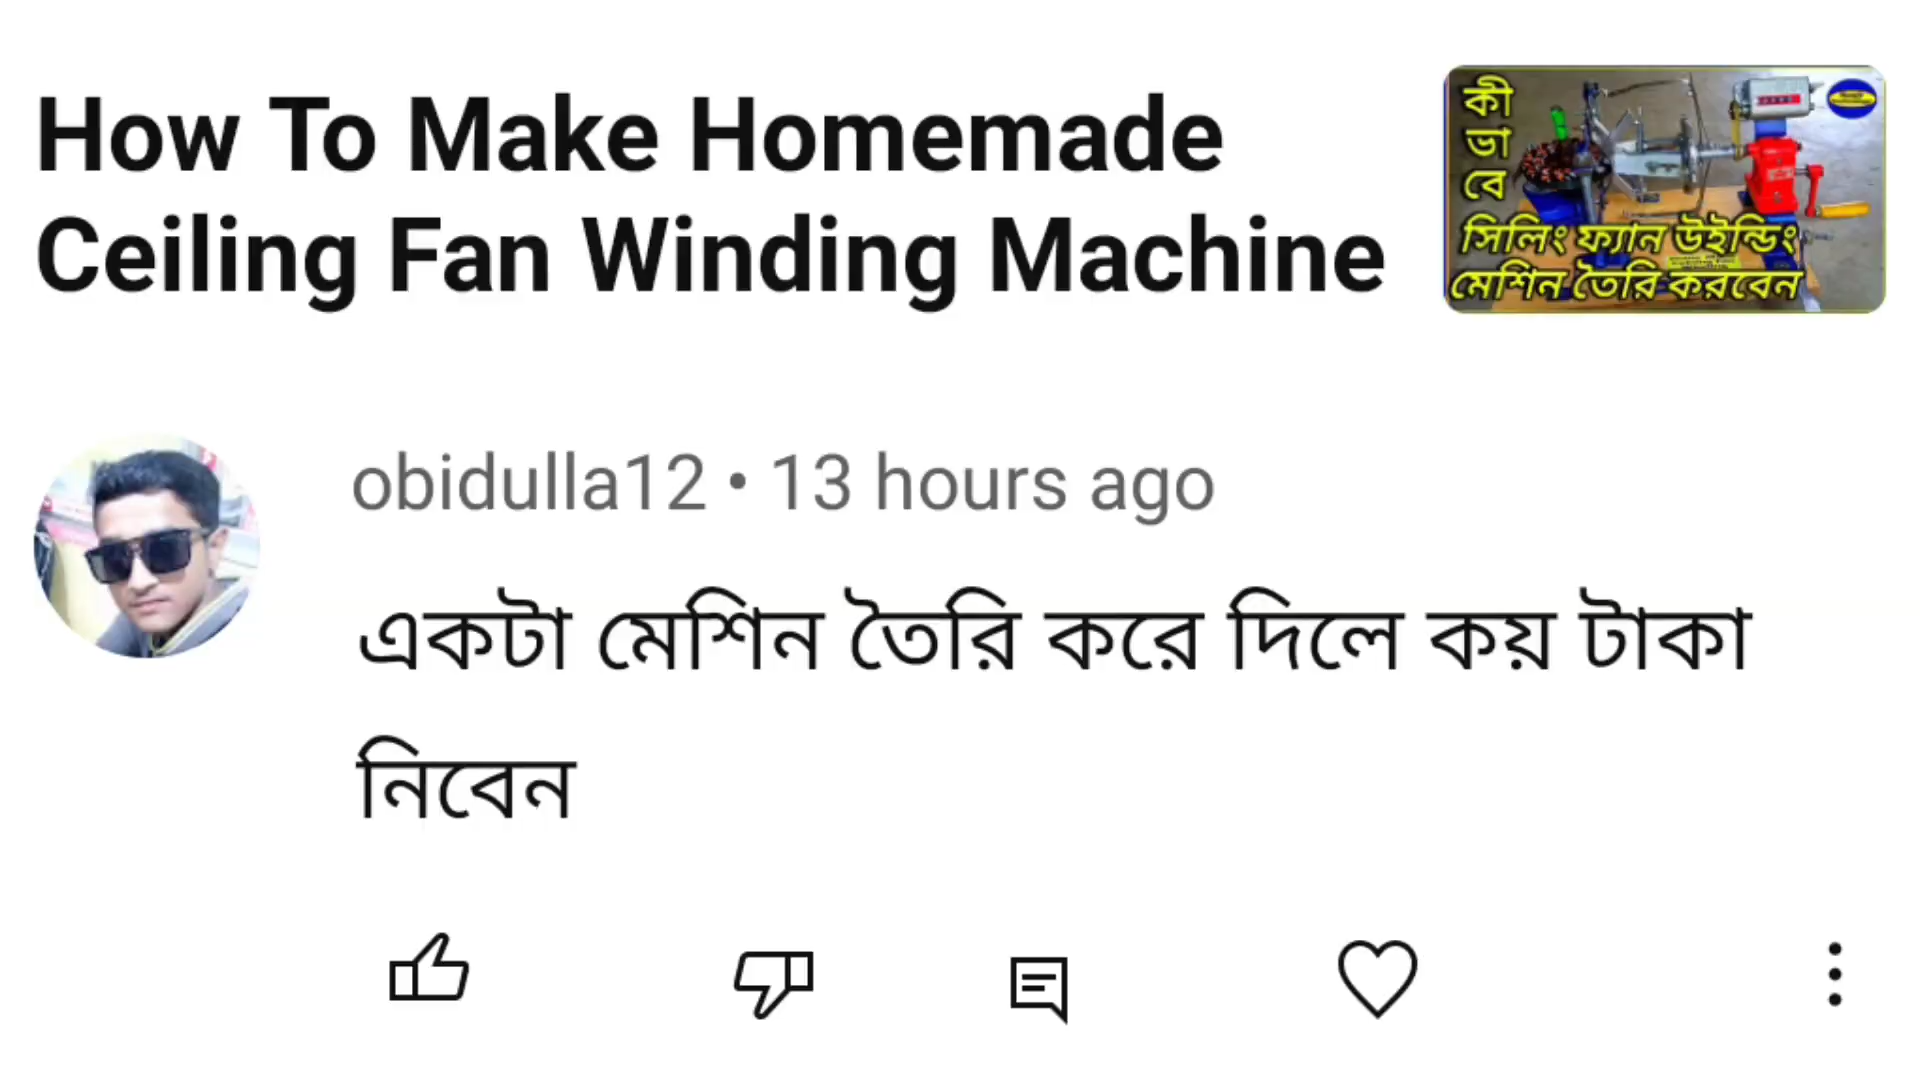 How To Make Homemade
Ceiling Fan Winding Machine
কী
ভা
বে
সিলিং ফ্যান উইন্ডিং
মেশিন তৈরি করবেন
obidulla12 • 13 hours ago
একটা মেশিন তৈরি করে দিলে কয় টাকা
নিবেন